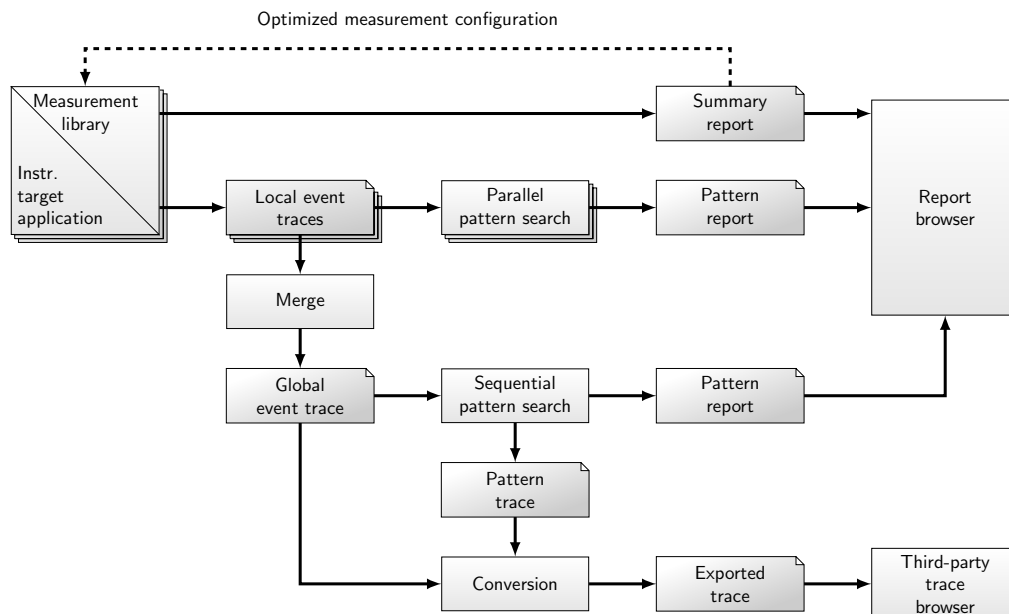 Optimized measurement configuration
Measurement
library
Instr.
target
application
Summary
report
Local event
traces
Parallel
pattern search
Pattern
report
Report
browser
Merge
Global
event trace
Sequential
pattern search
Pattern
report
Pattern
trace
Conversion
Exported
trace
Third-party
trace
browser